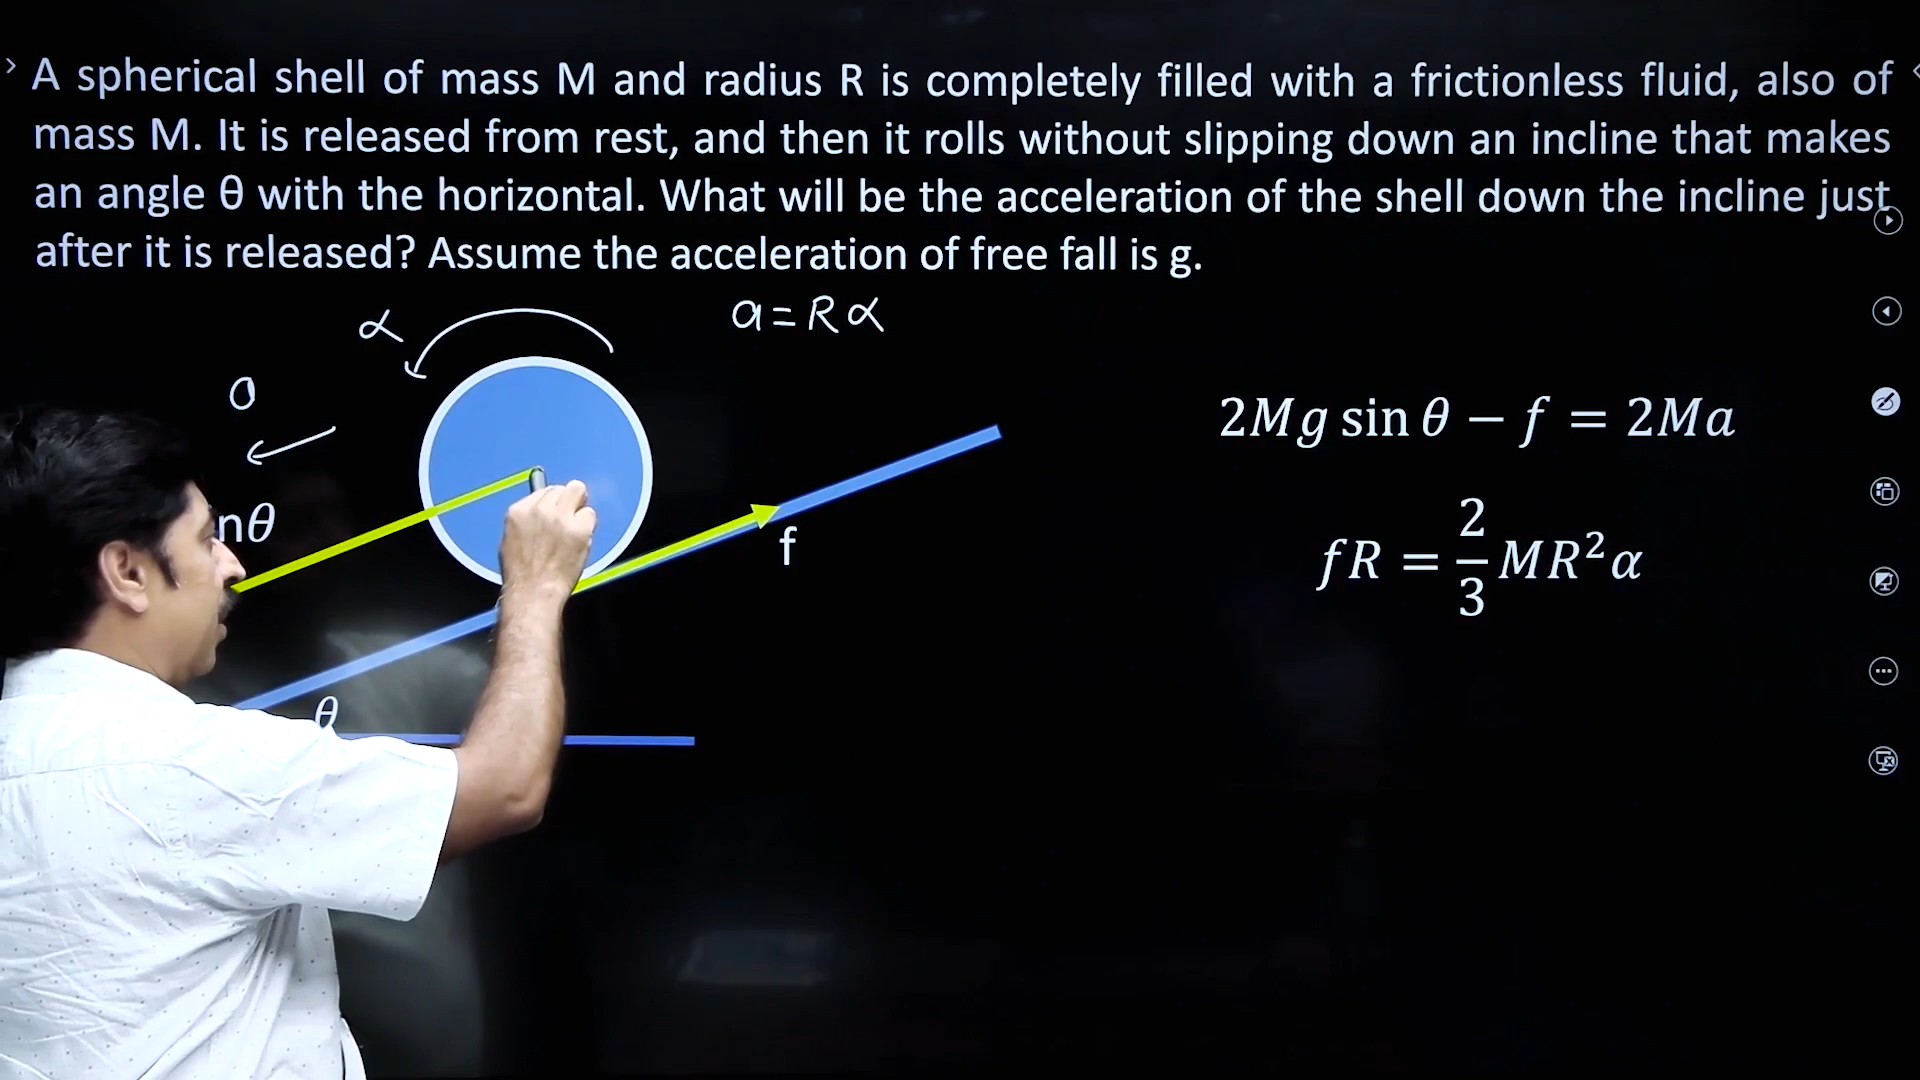 A spherical shell of mass M and radius R is completely filled with a frictionless fluid, also of
mass M. It is released from rest, and then it rolls without slipping down an incline that makes
an angle θ with the horizontal. What will be the acceleration of the shell down the incline just
after it is released? Assume the acceleration of free fall is g.
α
a = R α
a
nθ
f
θ
2Mg sin θ − f = 2Ma
fR = 2/3 MR²α